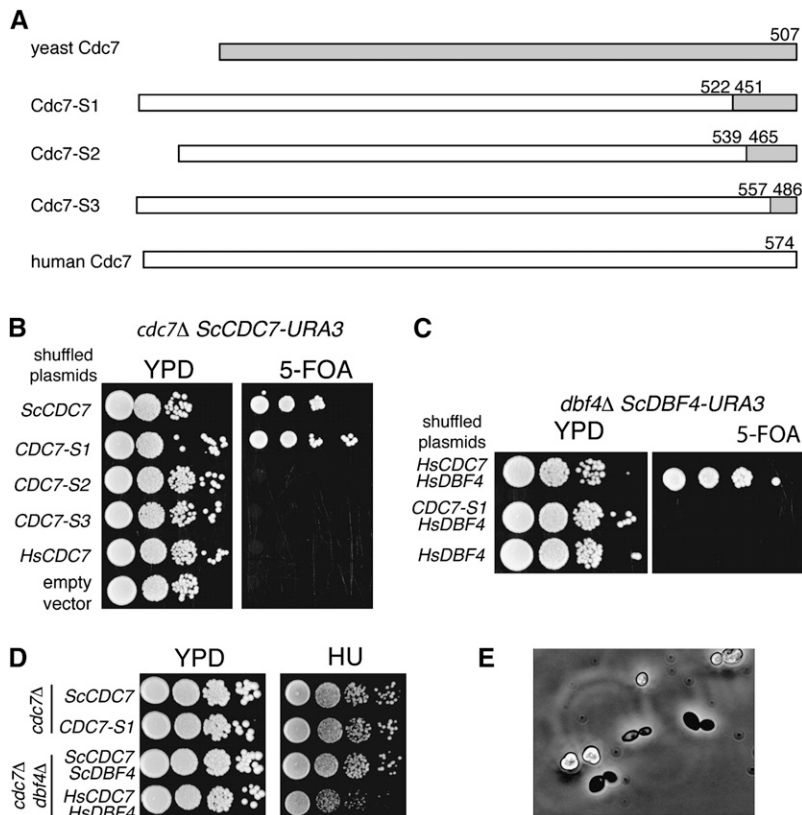 A
yeast Cdc7
507
Cdc7-S1
522 451
Cdc7-S2
539 465
Cdc7-S3
557 486
human Cdc7
574
B
cdc7Δ ScCDC7-URA3
shuffled
plasmids
YPD
5-FOA
ScCDC7
CDC7-S1
CDC7-S2
CDC7-S3
HsCDC7
empty
vector
C
dbf4Δ ScDBF4-URA3
shuffled
plasmids
YPD
5-FOA
HsCDC7
HsDBF4
CDC7-S1
HsDBF4
HsDBF4
D
YPD
HU
cdc7Δ
ScCDC7
CDC7-S1
cdc7Δ
dbf4Δ
ScCDC7
ScDBF4
HsCDC7
HsDBF4
E